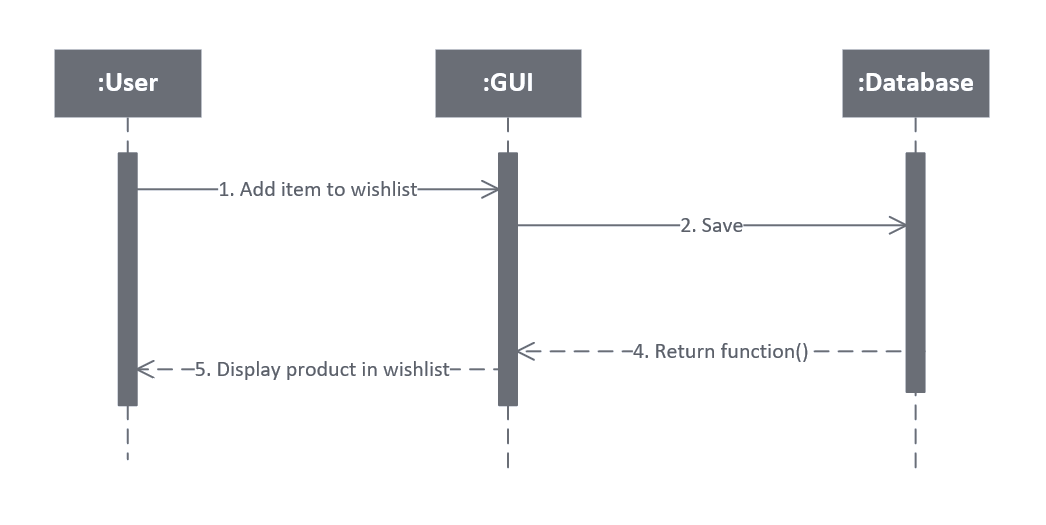 :User
:GUI
:Database
1. Add item to wishlist
2. Save
4. Return function()
5. Display product in wishlist